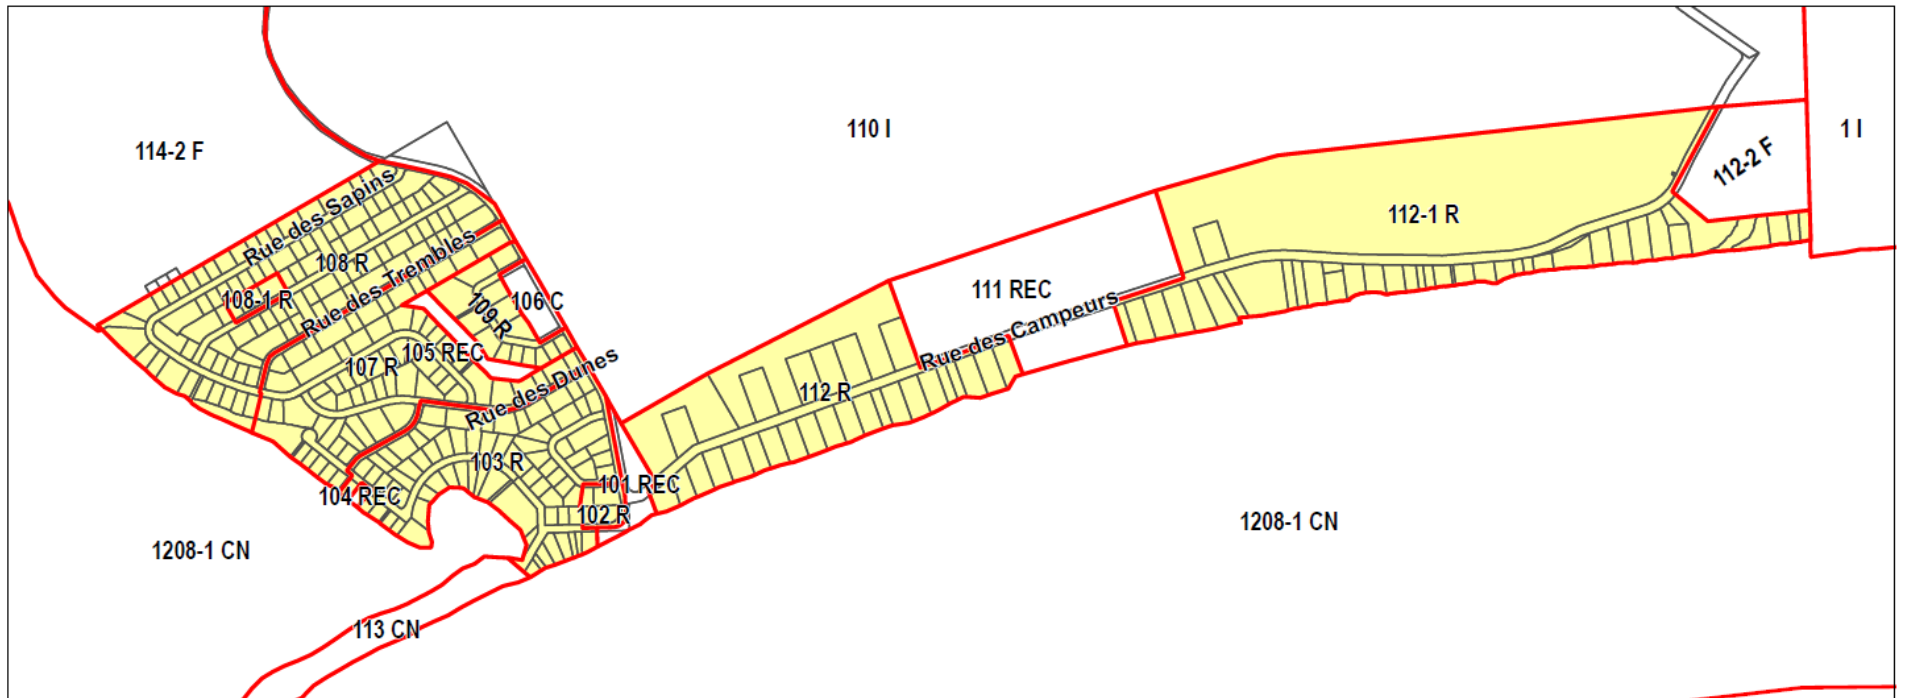 110 I
1 I
114-2 F
112-2 F
Rue des Sapins
112-1 R
108 R
Rue des Trembles
108-1 R
106 C
109 R
111 REC
Rue des Campeurs
105 REC
107 R
Rue des Dunes
112 R
103 R
101 REC
104 REC
102 R
1208-1 CN
1208-1 CN
113 CN